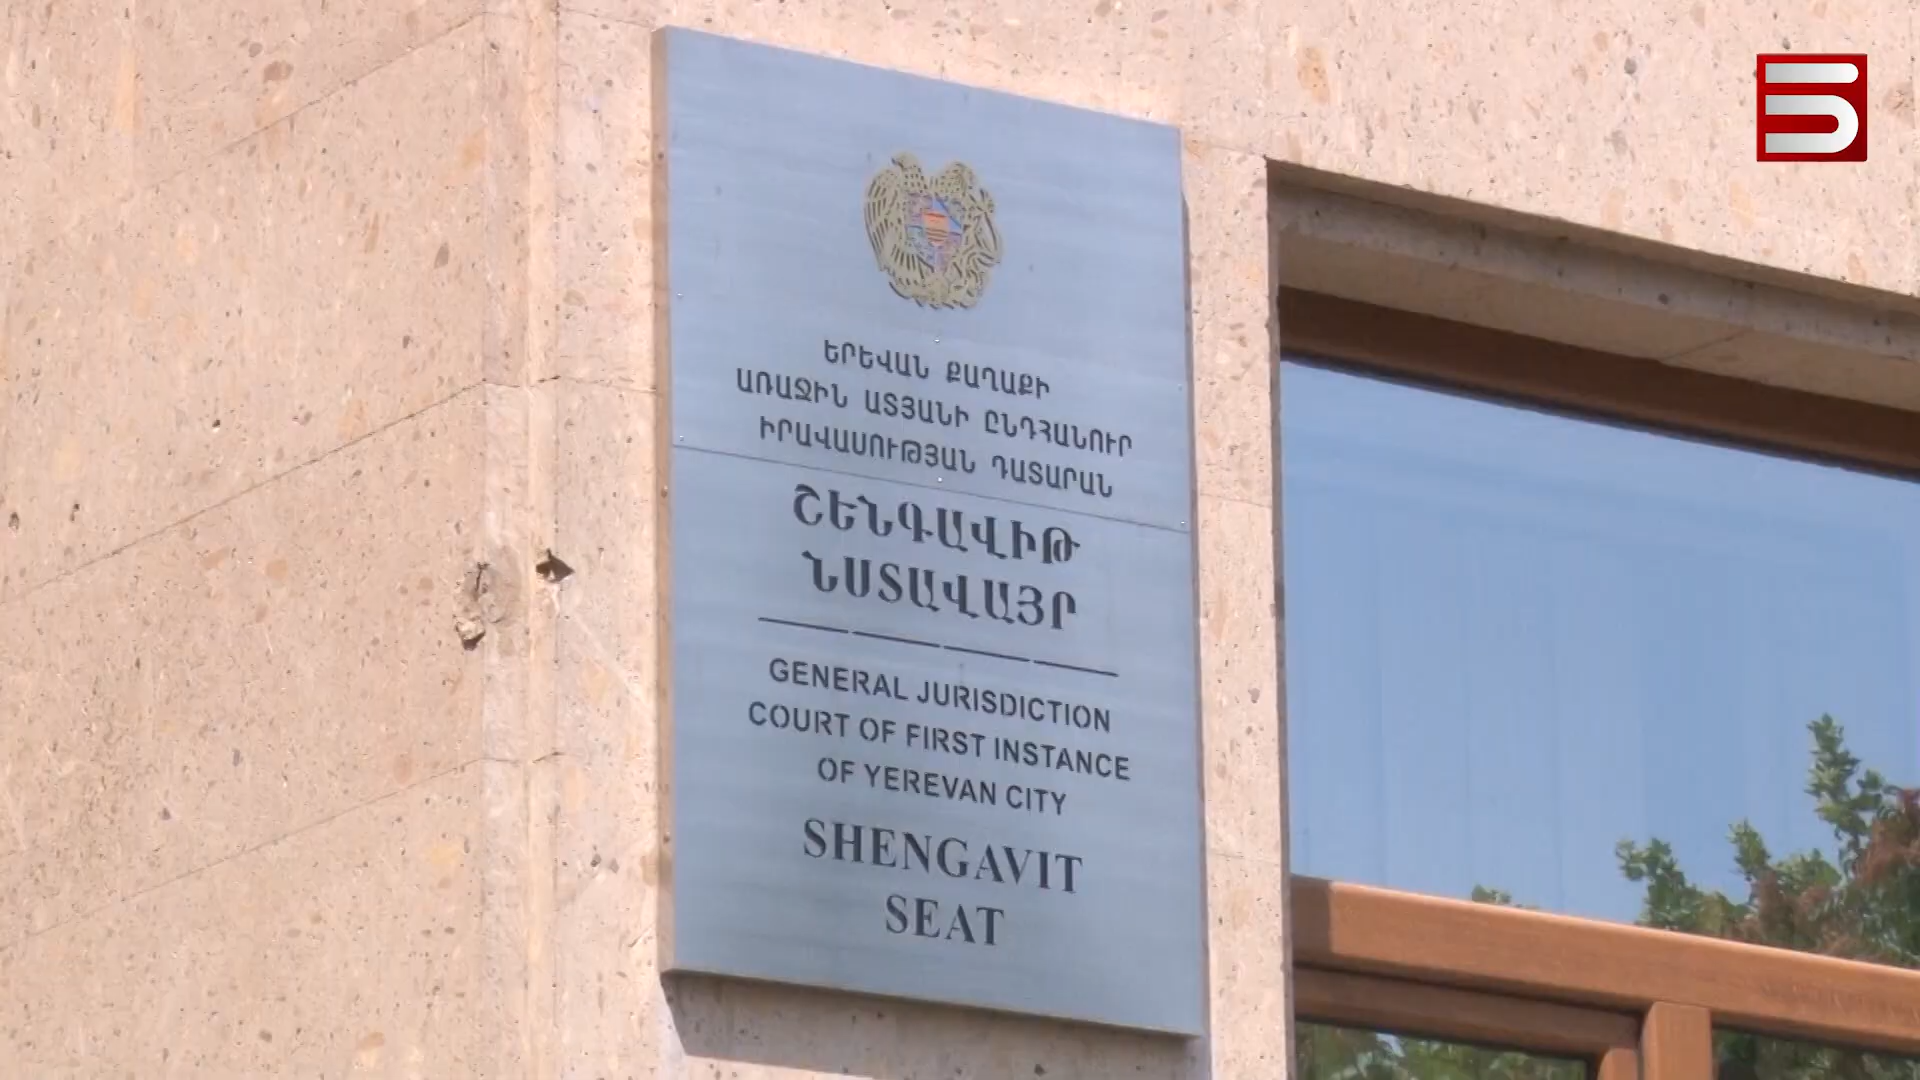 ԵՐԵՎԱՆ ՔԱՂԱՔԻ
ԱՌԱՋԻՆ ԱՏՅԱՆԻ ԸՆԴՀԱՆՈՒՐ
ԻՐԱՎԱՍՈՒԹՅԱՆ ԴԱՏԱՐԱՆ
ՇԵՆԳԱՎԻԹ
ՆՍՏԱՎԱՅՐ
GENERAL JURISDICTION
COURT OF FIRST INSTANCE
OF YEREVAN CITY
SHENGAVIT
SEAT
5